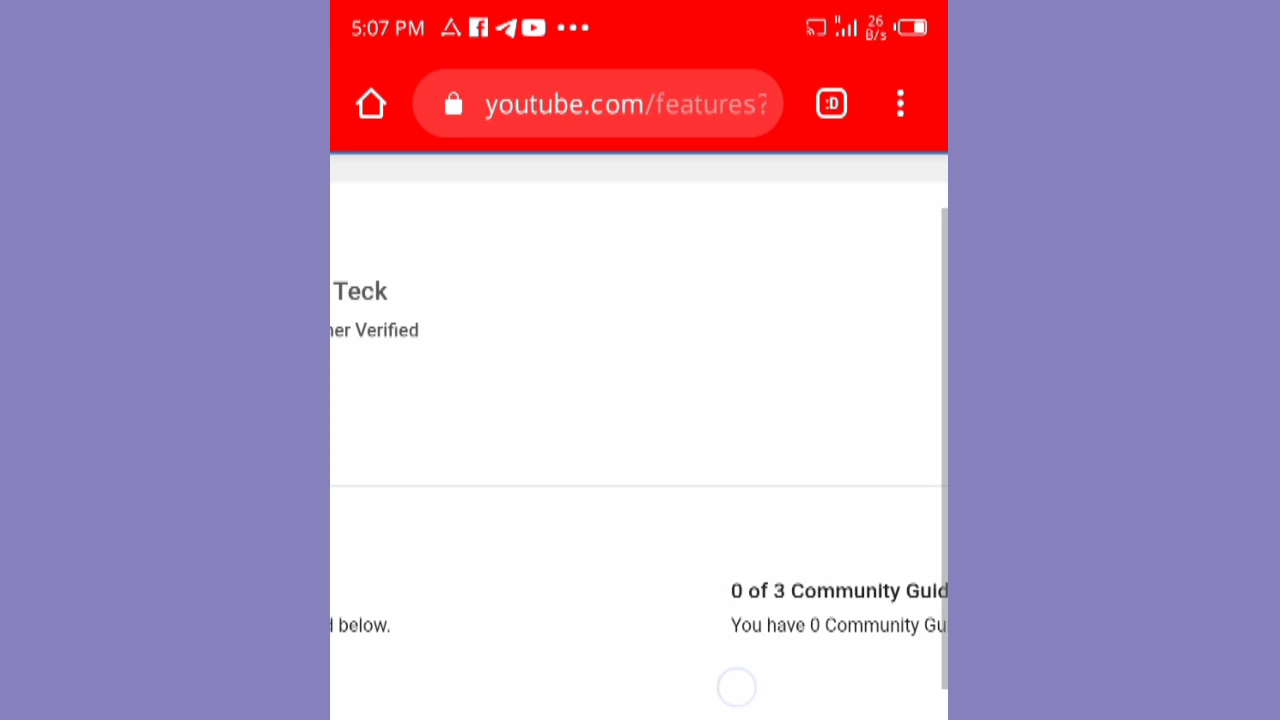 5:07 PM
26
B/s
youtube.com/features?
:D
Teck
ner Verified
0 of 3 Community Guid
below.
You have 0 Community Gu